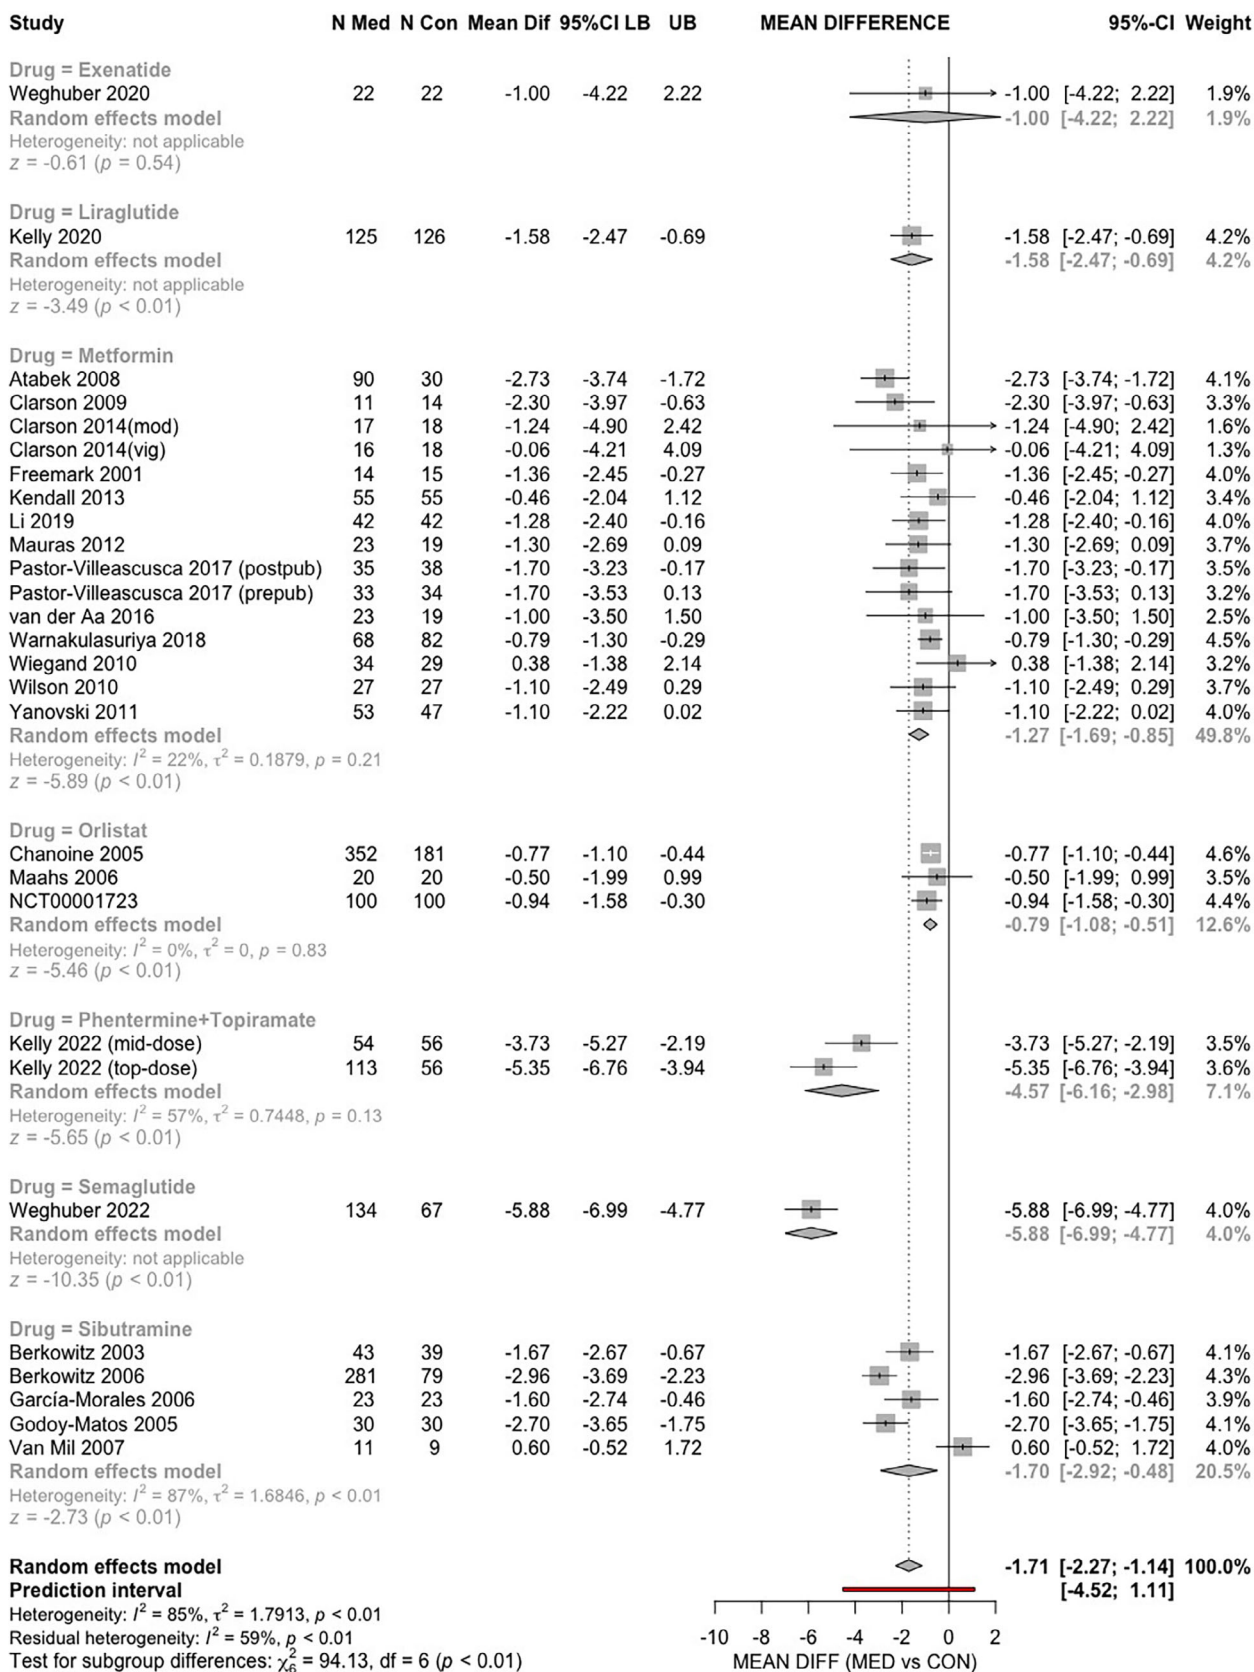 Study N Med N Con Mean Dif 95%CI LB UB MEAN DIFFERENCE 95%-CI Weight
Drug = Exenatide
Weghuber 2020 22 22 -1.00 -4.22 2.22 -1.00 [-4.22; 2.22] 1.9%
Random effects model -1.00 [-4.22; 2.22] 1.9%
Heterogeneity: not applicable
z = -0.61 (p = 0.54)
Drug = Liraglutide
Kelly 2020 125 126 -1.58 -2.47 -0.69 -1.58 [-2.47; -0.69] 4.2%
Random effects model -1.58 [-2.47; -0.69] 4.2%
Heterogeneity: not applicable
z = -3.49 (p < 0.01)
Drug = Metformin
Atabek 2008 90 30 -2.73 -3.74 -1.72 -2.73 [-3.74; -1.72] 4.1%
Clarson 2009 11 14 -2.30 -3.97 -0.63 -2.30 [-3.97; -0.63] 3.3%
Clarson 2014(mod) 17 18 -1.24 -4.90 2.42 -1.24 [-4.90; 2.42] 1.6%
Clarson 2014(vig) 16 18 -0.06 -4.21 4.09 -0.06 [-4.21; 4.09] 1.3%
Freemark 2001 14 15 -1.36 -2.45 -0.27 -1.36 [-2.45; -0.27] 4.0%
Kendall 2013 55 55 -0.46 -2.04 1.12 -0.46 [-2.04; 1.12] 3.4%
Li 2019 42 42 -1.28 -2.40 -0.16 -1.28 [-2.40; -0.16] 4.0%
Mauras 2012 23 19 -1.30 -2.69 0.09 -1.30 [-2.69; 0.09] 3.7%
Pastor-Villeascusca 2017 (postpub) 35 38 -1.70 -3.23 -0.17 -1.70 [-3.23; -0.17] 3.5%
Pastor-Villeascusca 2017 (prepub) 33 34 -1.70 -3.53 0.13 -1.70 [-3.53; 0.13] 3.2%
van der Aa 2016 23 19 -1.00 -3.50 1.50 -1.00 [-3.50; 1.50] 2.5%
Warnakulasuriya 2018 68 82 -0.79 -1.30 -0.29 -0.79 [-1.30; -0.29] 4.5%
Wiegand 2010 34 29 0.38 -1.38 2.14 0.38 [-1.38; 2.14] 3.2%
Wilson 2010 27 27 -1.10 -2.49 0.29 -1.10 [-2.49; 0.29] 3.7%
Yanovski 2011 53 47 -1.10 -2.22 0.02 -1.10 [-2.22; 0.02] 4.0%
Random effects model -1.27 [-1.69; -0.85] 49.8%
Heterogeneity: I² = 22%, τ² = 0.1879, p = 0.21
z = -5.89 (p < 0.01)
Drug = Orlistat
Chanoine 2005 352 181 -0.77 -1.10 -0.44 -0.77 [-1.10; -0.44] 4.6%
Maahs 2006 20 20 -0.50 -1.99 0.99 -0.50 [-1.99; 0.99] 3.5%
NCT00001723 100 100 -0.94 -1.58 -0.30 -0.94 [-1.58; -0.30] 4.4%
Random effects model -0.79 [-1.08; -0.51] 12.6%
Heterogeneity: I² = 0%, τ² = 0, p = 0.83
z = -5.46 (p < 0.01)
Drug = Phentermine+Topiramate
Kelly 2022 (mid-dose) 54 56 -3.73 -5.27 -2.19 -3.73 [-5.27; -2.19] 3.5%
Kelly 2022 (top-dose) 113 56 -5.35 -6.76 -3.94 -5.35 [-6.76; -3.94] 3.6%
Random effects model -4.57 [-6.16; -2.98] 7.1%
Heterogeneity: I² = 57%, τ² = 0.7448, p = 0.13
z = -5.65 (p < 0.01)
Drug = Semaglutide
Weghuber 2022 134 67 -5.88 -6.99 -4.77 -5.88 [-6.99; -4.77] 4.0%
Random effects model -5.88 [-6.99; -4.77] 4.0%
Heterogeneity: not applicable
z = -10.35 (p < 0.01)
Drug = Sibutramine
Berkowitz 2003 43 39 -1.67 -2.67 -0.67 -1.67 [-2.67; -0.67] 4.1%
Berkowitz 2006 281 79 -2.96 -3.69 -2.23 -2.96 [-3.69; -2.23] 4.3%
García-Morales 2006 23 23 -1.60 -2.74 -0.46 -1.60 [-2.74; -0.46] 3.9%
Godoy-Matos 2005 30 30 -2.70 -3.65 -1.75 -2.70 [-3.65; -1.75] 4.1%
Van Mil 2007 11 9 0.60 -0.52 1.72 0.60 [-0.52; 1.72] 4.0%
Random effects model -1.70 [-2.92; -0.48] 20.5%
Heterogeneity: I² = 87%, τ² = 1.6846, p < 0.01
z = -2.73 (p < 0.01)
Random effects model -1.71 [-2.27; -1.14] 100.0%
Prediction interval [-4.52; 1.11]
Heterogeneity: I² = 85%, τ² = 1.7913, p < 0.01
Residual heterogeneity: I² = 59%, p < 0.01
-10 -8 -6 -4 -2 0 2
Test for subgroup differences: χ²₆ = 94.13, df = 6 (p < 0.01) MEAN DIFF (MED vs CON)